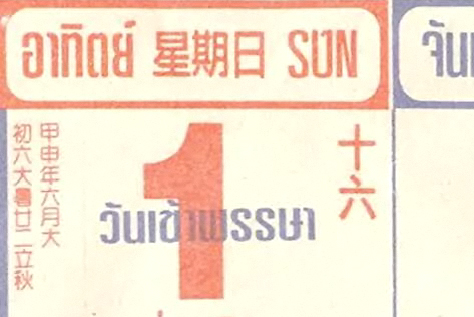 อาทิตย์ 星期日 SUN
จัน
甲申年六月大
初六大暑廿二立秋
1
十六
วันเข้าพรรษา